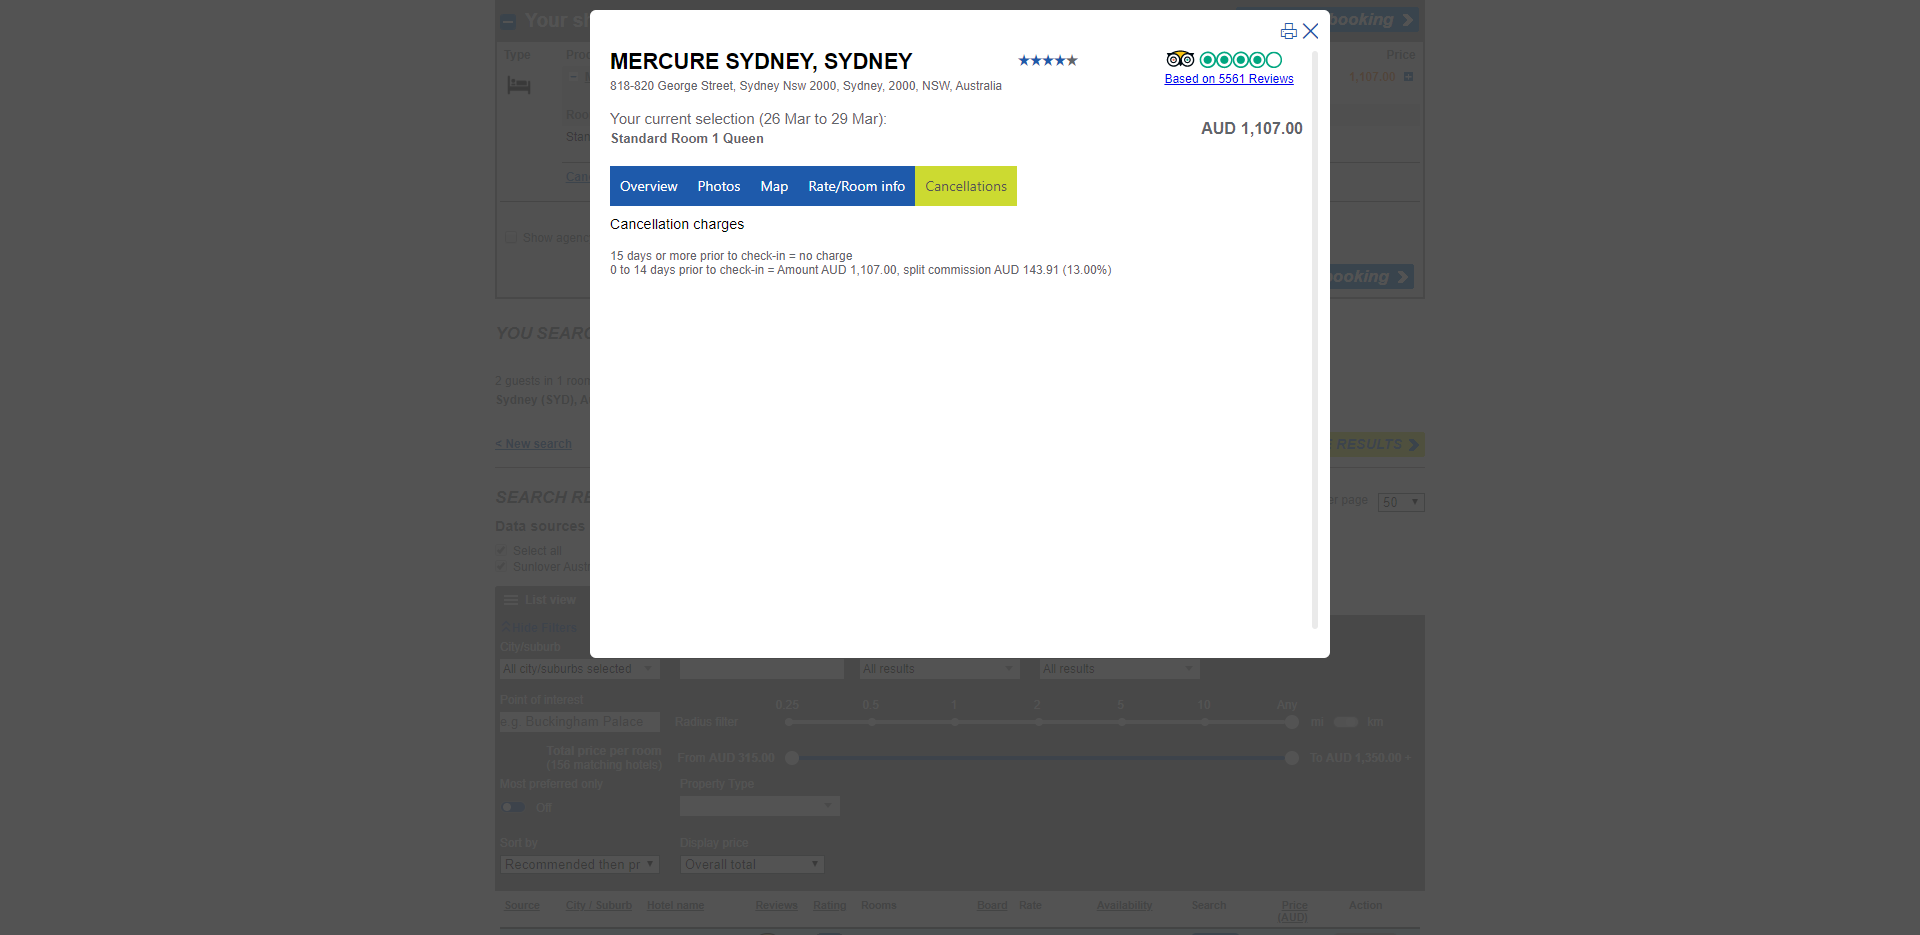 Your s
booking
Type
Pro
Price
1,107.00
Roo
Stan
Can
Show agenc
ooking
MERCURE SYDNEY, SYDNEY
818-820 George Street, Sydney Nsw 2000, Sydney, 2000, NSW, Australia
Based on 5561 Reviews
Your current selection (26 Mar to 29 Mar):
Standard Room 1 Queen
AUD 1,107.00
Overview Photos Map Rate/Room info Cancellations
Cancellation charges
15 days or more prior to check-in = no charge
0 to 14 days prior to check-in = Amount AUD 1,107.00, split commission AUD 143.91 (13.00%)
YOU SEARC
2 guests in 1 room
Sydney (SYD), A
< New search
RESULTS
SEARCH RE
er page 50
Data sources
Select all
Sunlover Austr
List view
Hide Filters
City/suburb
All city/suburbs selected All results All results
Point of interest 0.25 0.5 1 2 5 10 Any
e.g. Buckingham Palace Radius filter mi km
Total price per room From AUD 315.00 To AUD 1,350.00 +
(156 matching hotels)
Most preferred only Property Type
Off
Sort by Display price
Recommended then pr Overall total
Source City / Suburb Hotel name Reviews Rating Rooms Board Rate Availability Search Price Action
(AUD)